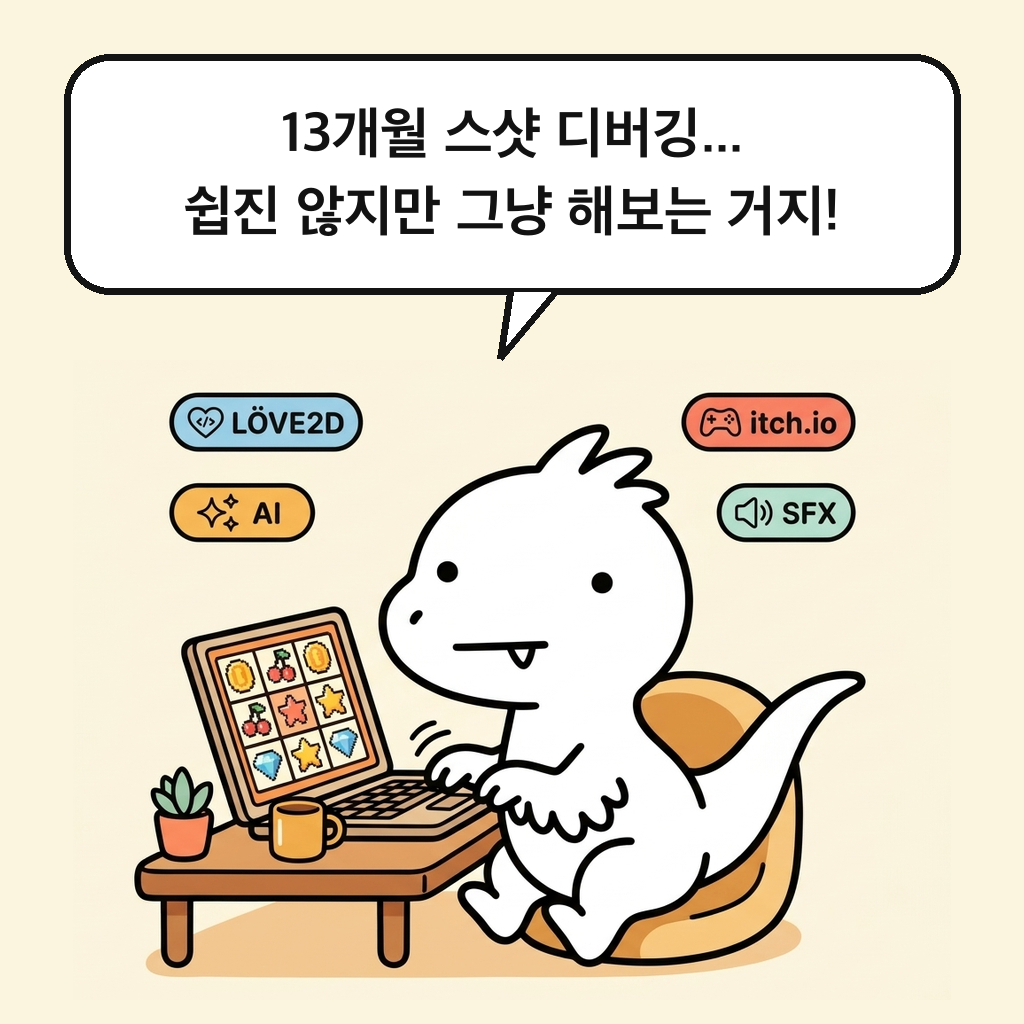 13개월 스샷 디버깅...
쉽진 않지만 그냥 해보는 거지!
LÖVE2D
itch.io
AI
SFX